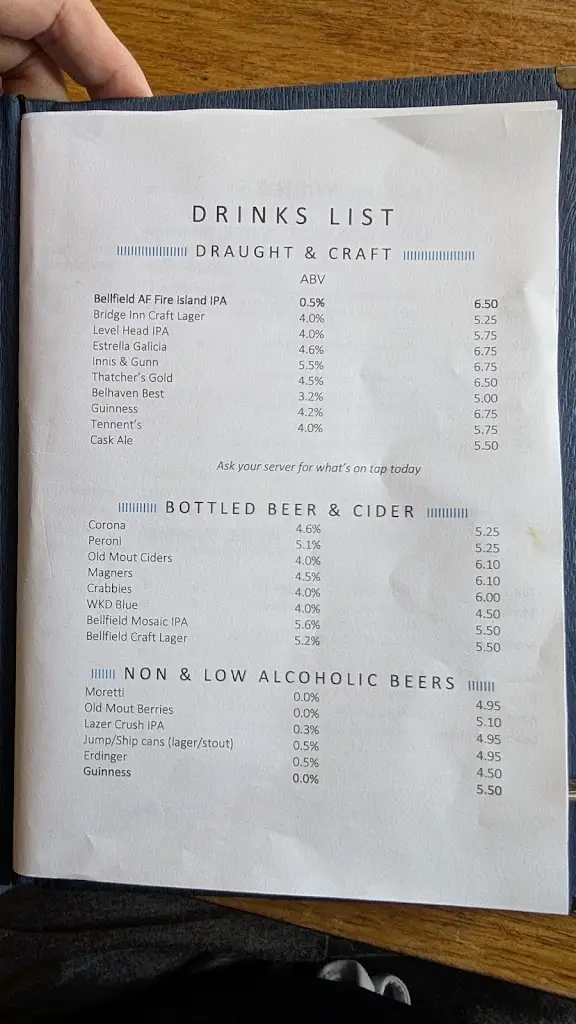 DRINKS LIST
DRAUGHT & CRAFT
ABV
Bellfield AF Fire island IPA 0.5% 6.50
Bridge Inn Craft Lager 4.0% 5.25
Level Head IPA 4.0% 5.75
Estrella Galicia 4.6% 6.75
Innis & Gunn 5.5% 6.75
Thatcher's Gold 4.5% 6.50
Belhaven Best 3.2% 5.00
Guinness 4.2% 6.75
Tennent's 4.0% 5.75
Cask Ale 5.50
Ask your server for what's on tap today
BOTTLED BEER & CIDER
Corona 4.6% 5.25
Peroni 5.1% 5.25
Old Mout Ciders 4.0% 6.10
Magners 4.5% 6.10
Crabbies 4.0% 6.00
WKD Blue 4.0% 4.50
Bellfield Mosaic IPA 5.6% 5.50
Bellfield Craft Lager 5.2% 5.50
NON & LOW ALCOHOLIC BEERS
Moretti 0.0% 4.95
Old Mout Berries 0.0% 5.10
Lazer Crush IPA 0.3% 4.95
Jump/Ship cans (lager/stout) 0.5% 4.95
Erdinger 0.5% 4.50
Guinness 0.0% 5.50